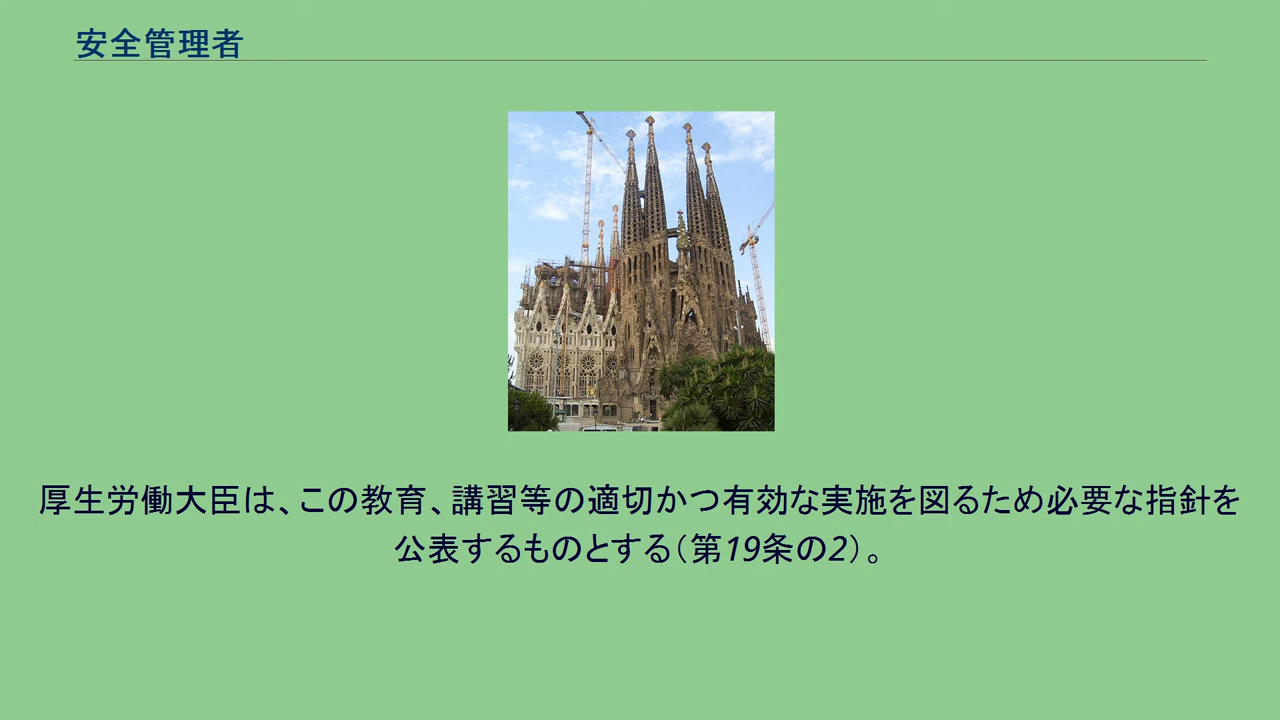 安全管理者
厚生労働大臣は、この教育、講習等の適切かつ有効な実施を図るため必要な指針を
公表するものとする（第19条の2）。